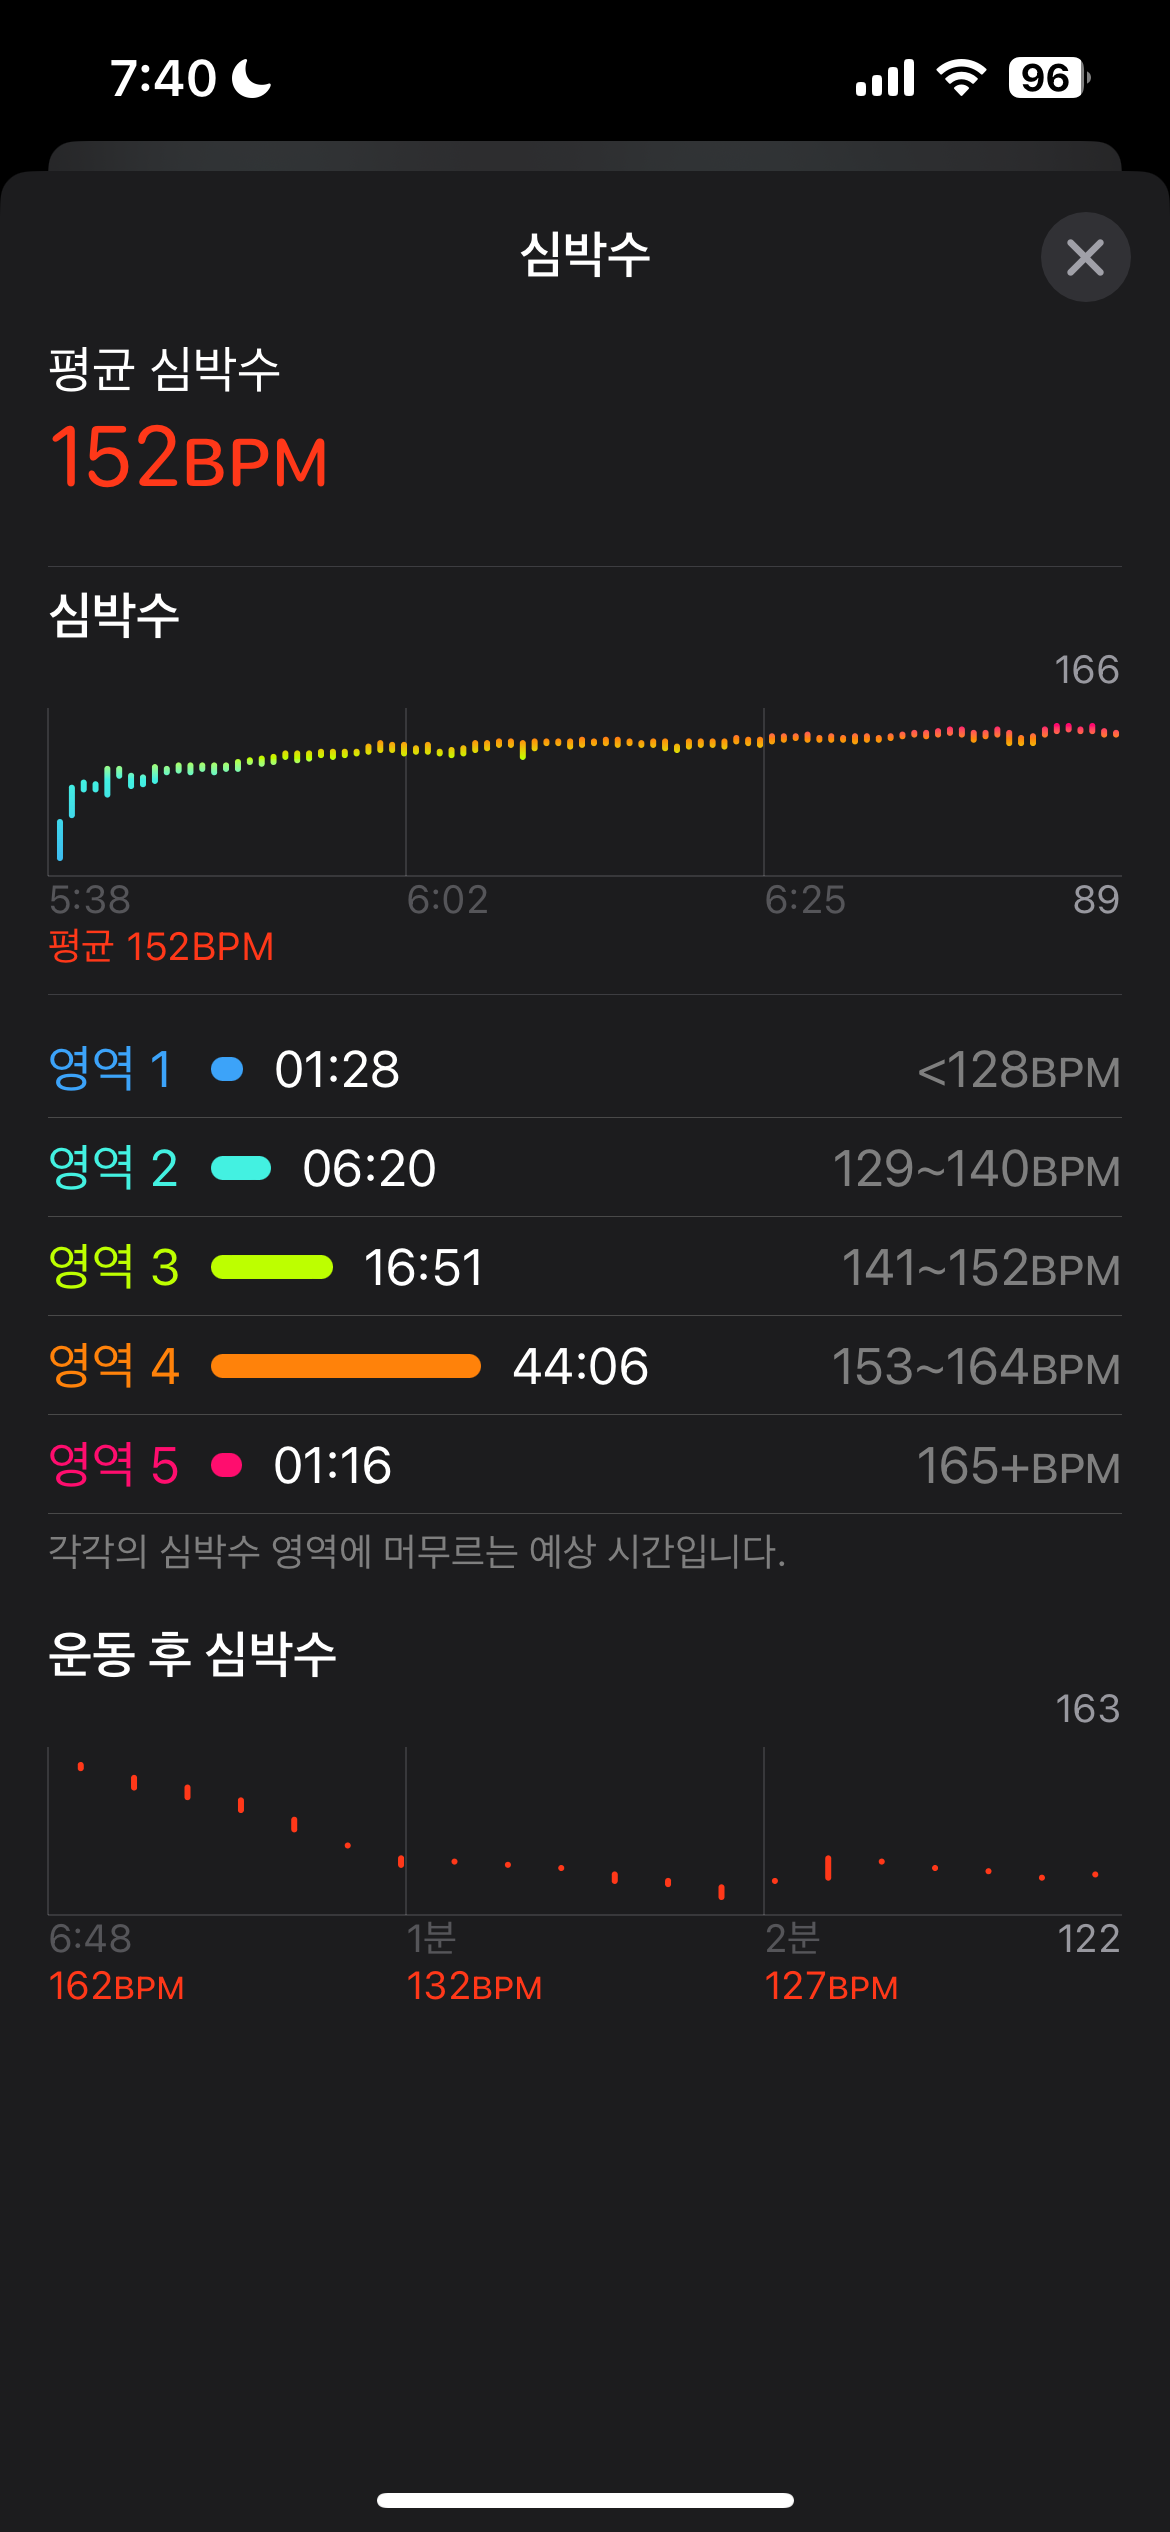 7:40 96
심박수
평균 심박수
152BPM
심박수
166
5:38 6:02 6:25 89
평균 152BPM
영역 1 01:28 <128BPM
영역 2 06:20 129~140BPM
영역 3 16:51 141~152BPM
영역 4 44:06 153~164BPM
영역 5 01:16 165+BPM
각각의 심박수 영역에 머무르는 예상 시간입니다.
운동 후 심박수
163
6:48 1분 2분 122
162BPM 132BPM 127BPM